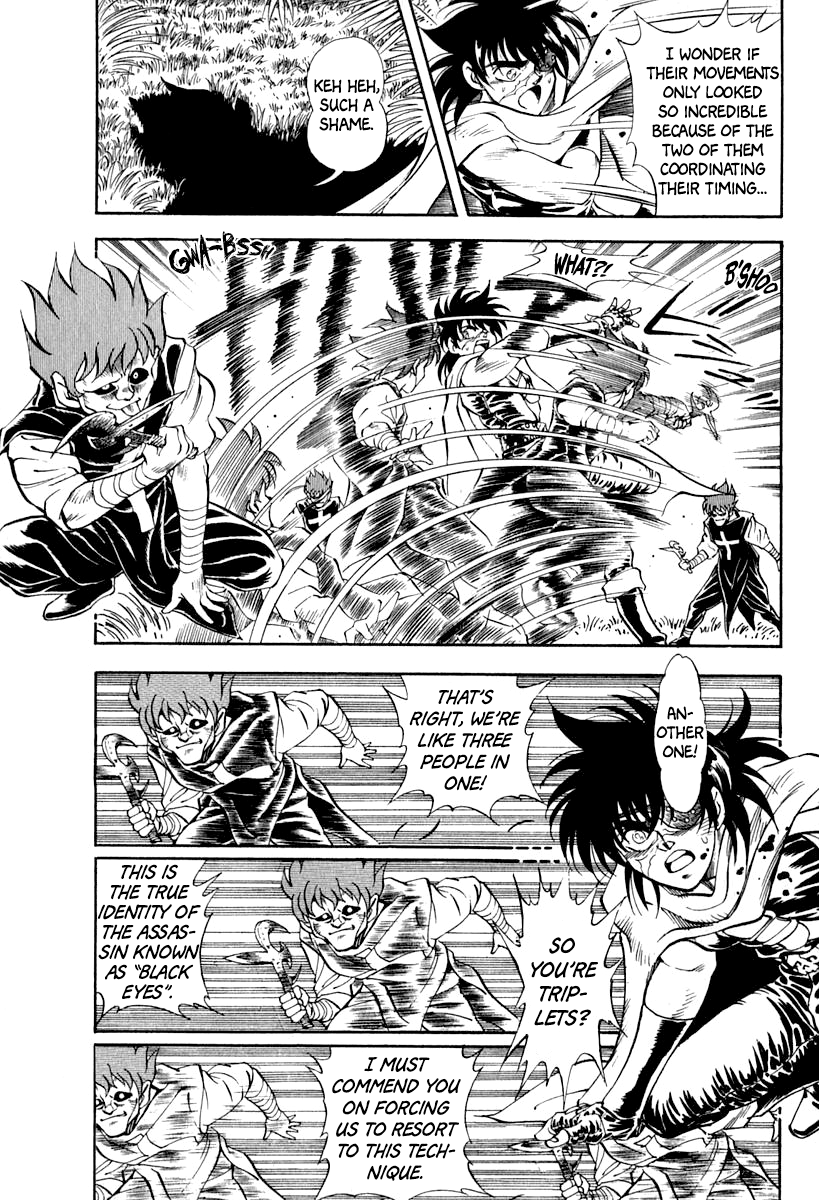 I WONDER IF
THEIR MOVEMENTS
ONLY LOOKED
SO INCREDIBLE
BECAUSE OF THE
TWO OF THEM
COORDINATING
THEIR TIMING...
KEH HEH,
SUCH A
SHAME.
B'SHOO
WHAT?!
GWA-BSSH
AN-
OTHER
ONE!
THAT'S
RIGHT, WE'RE
LIKE THREE
PEOPLE IN
ONE!
SO
YOU'RE
TRIP-
LETS?
THIS IS
THE TRUE
IDENTITY OF
THE ASSAS-
SIN KNOWN
AS "BLACK
EYES".
I MUST
COMMEND YOU
ON FORCING
US TO RESORT
TO THIS TECH-
NIQUE.